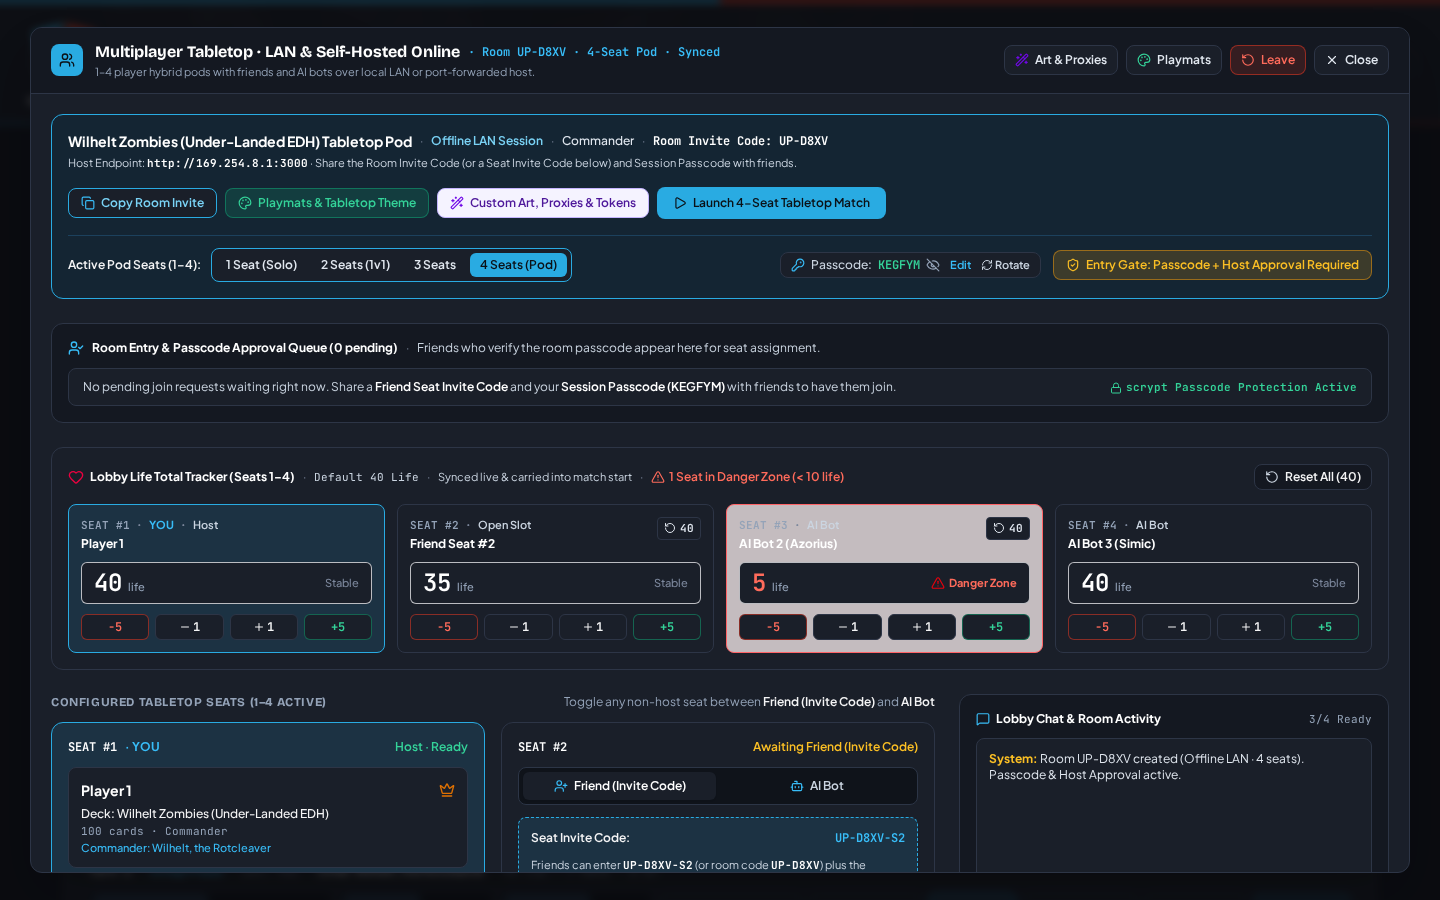 Multiplayer Tabletop · LAN & Self-Hosted Online · Room UP-D8XV · 4-Seat Pod · Synced
1–4 player hybrid pods with friends and AI bots over local LAN or port-forwarded host.
Art & Proxies
Playmats
Leave
Close
Wilhelt Zombies (Under-Landed EDH) Tabletop Pod · Offline LAN Session · Commander · Room Invite Code: UP-D8XV
Host Endpoint: http://169.254.8.1:3000 · Share the Room Invite Code (or a Seat Invite Code below) and Session Passcode with friends.
Copy Room Invite
Playmats & Tabletop Theme
Custom Art, Proxies & Tokens
Launch 4-Seat Tabletop Match
Active Pod Seats (1–4):
1 Seat (Solo)
2 Seats (1v1)
3 Seats
4 Seats (Pod)
Passcode: KEGFYM
Edit
Rotate
Entry Gate: Passcode + Host Approval Required
Room Entry & Passcode Approval Queue (0 pending) · Friends who verify the room passcode appear here for seat assignment.
No pending join requests waiting right now. Share a Friend Seat Invite Code and your Session Passcode (KEGFYM) with friends to have them join.
scrypt Passcode Protection Active
Lobby Life Total Tracker (Seats 1–4) · Default 40 Life · Synced live & carried into match start · 1 Seat in Danger Zone (< 10 life)
Reset All (40)
SEAT #1 · YOU · Host
Player 1
40 life
Stable
-5
− 1
+ 1
+5
SEAT #2 · Open Slot
40
Friend Seat #2
35 life
Stable
-5
− 1
+ 1
+5
SEAT #3 · AI Bot
40
AI Bot 2 (Azorius)
5 life
Danger Zone
-5
− 1
+ 1
+5
SEAT #4 · AI Bot
AI Bot 3 (Simic)
40 life
Stable
-5
− 1
+ 1
+5
CONFIGURED TABLETOP SEATS (1–4 ACTIVE)
Toggle any non-host seat between Friend (Invite Code) and AI Bot
SEAT #1 · YOU
Host · Ready
Player 1
Deck: Wilhelt Zombies (Under-Landed EDH)
100 cards · Commander
Commander: Wilhelt, the Rotcleaver
SEAT #2
Awaiting Friend (Invite Code)
Friend (Invite Code)
AI Bot
Seat Invite Code:
UP-D8XV-S2
Friends can enter UP-D8XV-S2 (or room code UP-D8XV) plus the
Lobby Chat & Room Activity
3/4 Ready
System: Room UP-D8XV created (Offline LAN · 4 seats).
Passcode & Host Approval active.